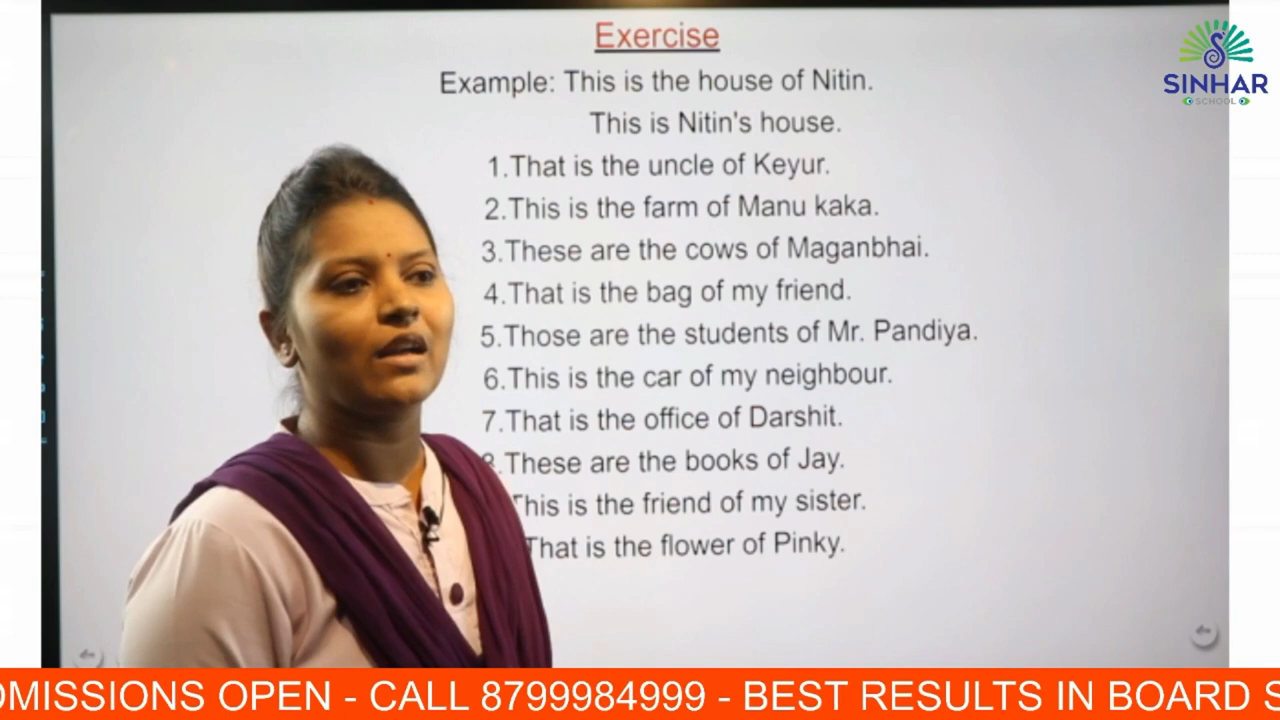 Exercise
SINHAR
SCHOOL
Example: This is the house of Nitin.
This is Nitin's house.
1.That is the uncle of Keyur.
2.This is the farm of Manu kaka.
3.These are the cows of Maganbhai.
4.That is the bag of my friend.
5.Those are the students of Mr. Pandiya.
6.This is the car of my neighbour.
7.That is the office of Darshit.
8.These are the books of Jay.
This is the friend of my sister.
That is the flower of Pinky.
DMISSIONS OPEN - CALL 8799984999 - BEST RESULTS IN BOARD S